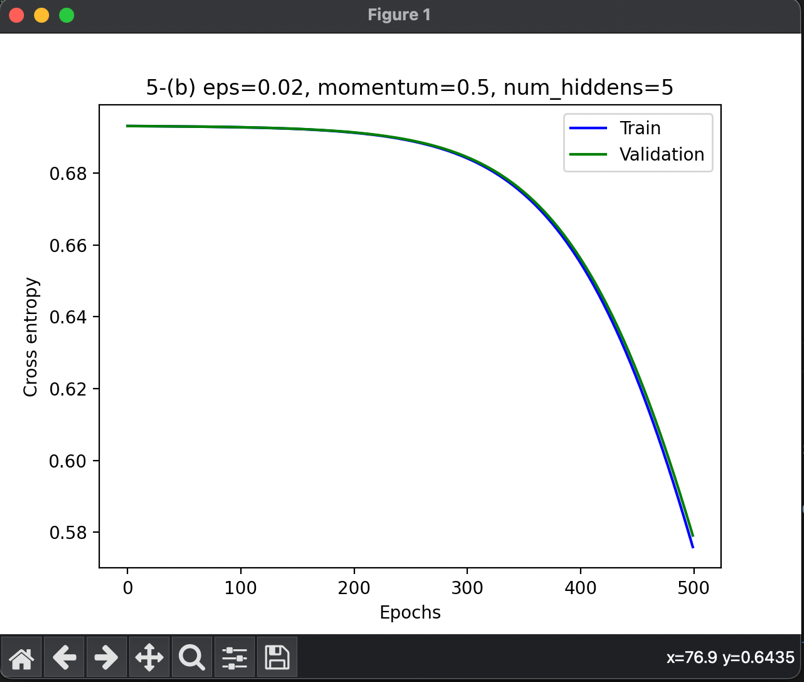 Figure 1
5-(b) eps=0.02, momentum=0.5, num_hiddens=5
Train
Validation
0.68
0.66
0.64
0.62
0.60
0.58
Cross entropy
0 100 200 300 400 500
Epochs
x=76.9 y=0.6435